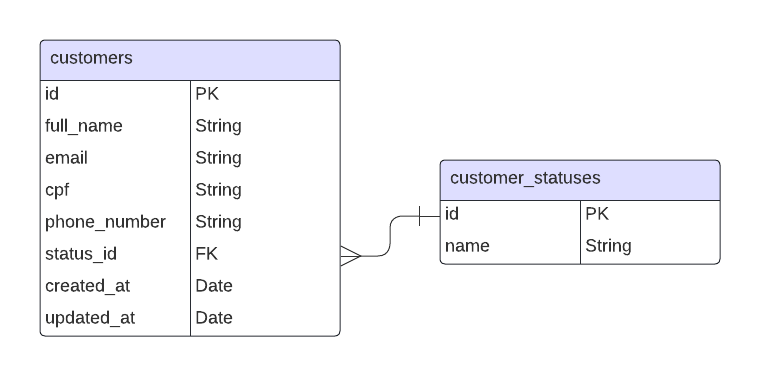 customers
id PK
full_name String
email String
cpf String
phone_number String
status_id FK
created_at Date
updated_at Date
customer_statuses
id PK
name String